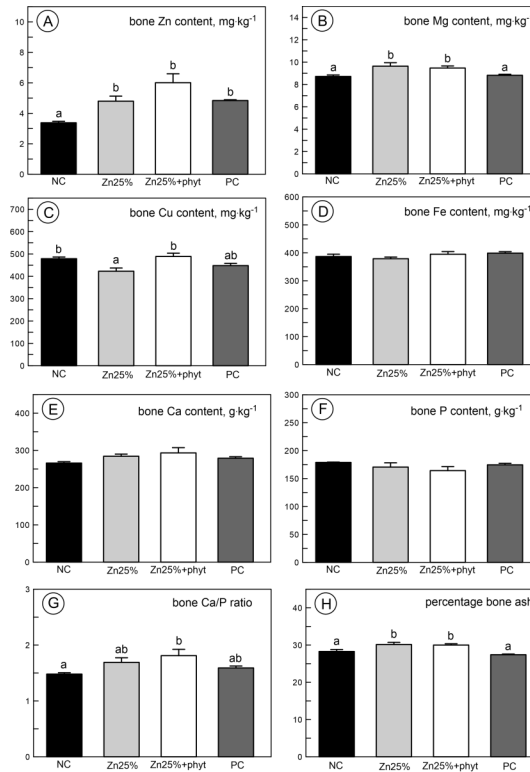 A bone Zn content, mg·kg⁻¹
6
4
2
0
a b b b
NC Zn25% Zn25%+phyt PC
B bone Mg content, mg·kg⁻¹
14
12
10
8
6
4
2
0
a b b a
NC Zn25% Zn25%+phyt PC
C bone Cu content, mg·kg⁻¹
700
600
500
400
300
200
100
0
b a b ab
NC Zn25% Zn25%+phyt PC
D bone Fe content, mg·kg⁻¹
600
500
400
300
200
100
0
NC Zn25% Zn25%+phyt PC
E bone Ca content, g·kg⁻¹
400
300
200
100
0
NC Zn25% Zn25%+phyt PC
F bone P content, g·kg⁻¹
300
250
200
175
150
125
100
75
50
25
0
NC Zn25% Zn25%+phyt PC
G bone Ca/P ratio
3
2
1
0
a ab b ab
NC Zn25% Zn25%+phyt PC
H percentage bone ash
40
30
20
10
0
a b b a
NC Zn25% Zn25%+phyt PC